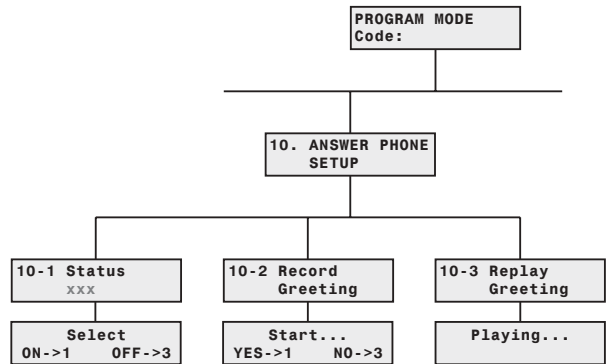 PROGRAM MODE
Code:
10. ANSWER PHONE
SETUP
10-1 Status
xxx
10-2 Record
Greeting
10-3 Replay
Greeting
Select
ON->1 OFF->3
Start...
YES->1 NO->3
Playing...